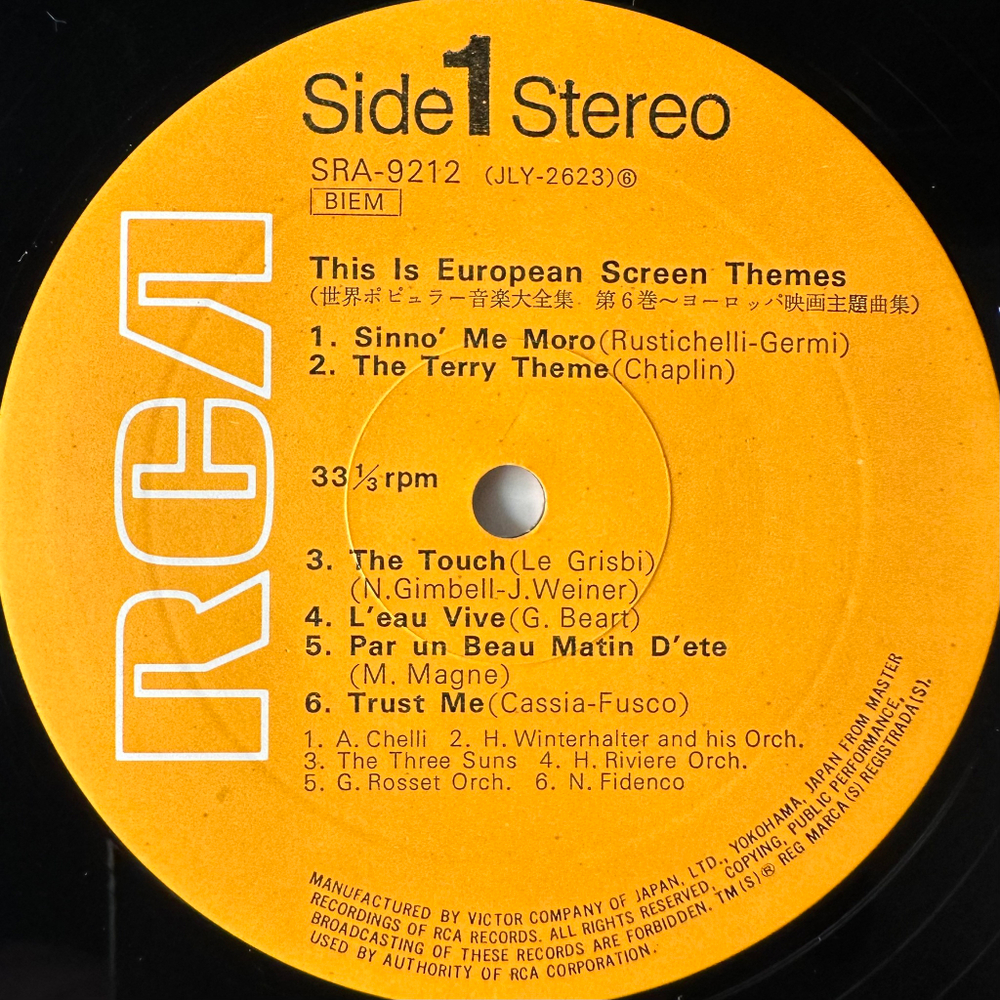 Side 1 Stereo
SRA-9212 (JLY-2623)⑥
BIEM
RCA
This Is European Screen Themes
(世界ポピュラー音楽大全集 第6巻〜ヨーロッパ映画主題曲集)
1. Sinno' Me Moro(Rustichelli-Germi)
2. The Terry Theme(Chaplin)
33⅓rpm
3. The Touch(Le Grisbi)
(N.Gimbell-J.Weiner)
4. L'eau Vive(G. Beart)
5. Par un Beau Matin D'ete
(M. Magne)
6. Trust Me(Cassia-Fusco)
1. A. Chelli 2. H. Winterhalter and his Orch.
3. The Three Suns 4. H. Riviere Orch.
5. G. Rosset Orch. 6. N. Fidenco
MANUFACTURED BY VICTOR COMPANY OF JAPAN, LTD., YOKOHAMA, JAPAN FROM MASTER
RECORDINGS OF RCA RECORDS. ALL RIGHTS RESERVED, COPYING, PUBLIC PERFORMANCE,
BROADCASTING OF THESE RECORDS ARE FORBIDDEN. TM(S)® REG MARCA(S) REGISTRADA(S).
USED BY AUTHORITY OF RCA CORPORATION.